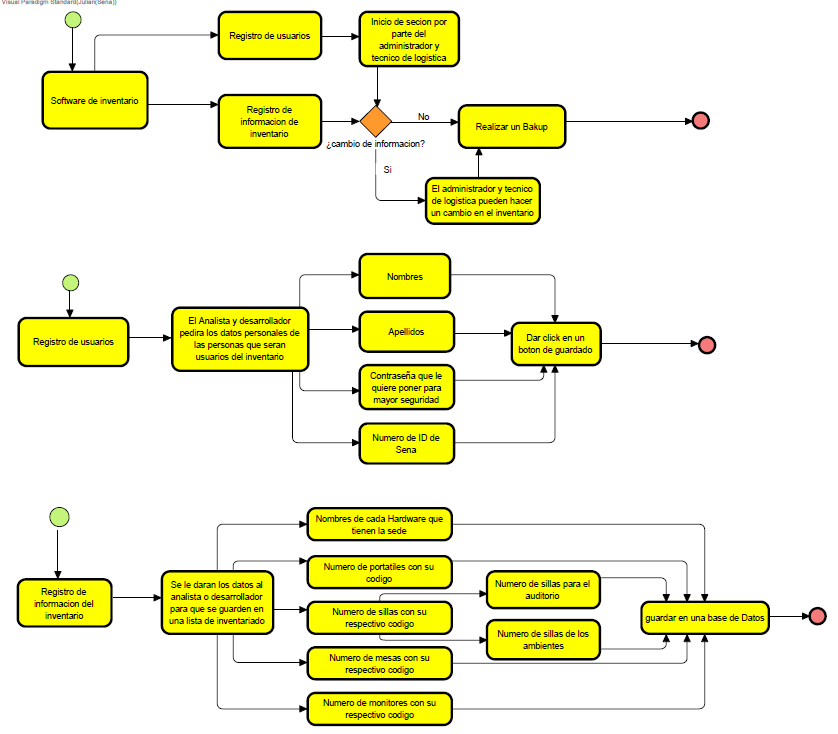 Visual Paradigm Standard(Julian(Sena))
Registro de usuarios
Inicio de secion por
parte del
administrador y
tecnico de logistica
Software de inventario
Registro de
informacion de
inventario
No
Realizar un Bakup
¿cambio de informacion?
Si
El administrador y tecnico
de logistica pueden hacer
un cambio en el inventario
Registro de usuarios
El Analista y desarrollador
pedira los datos personales de
las personas que seran
usuarios del inventario
Nombres
Apellidos
Contraseña que le
quiere poner para
mayor seguridad
Numero de ID de
Sena
Dar click en un
boton de guardado
Registro de
informacion del
inventario
Se le daran los datos al
analista o desarrollador
para que se guarden en
una lista de inventariado
Nombres de cada Hardware que
tienen la sede
Numero de portatiles con su
codigo
Numero de sillas con su
respectivo codigo
Numero de mesas con su
respectivo codigo
Numero de monitores con su
respectivo codigo
Numero de sillas para el
auditorio
Numero de sillas de los
ambientes
guardar en una base de Datos